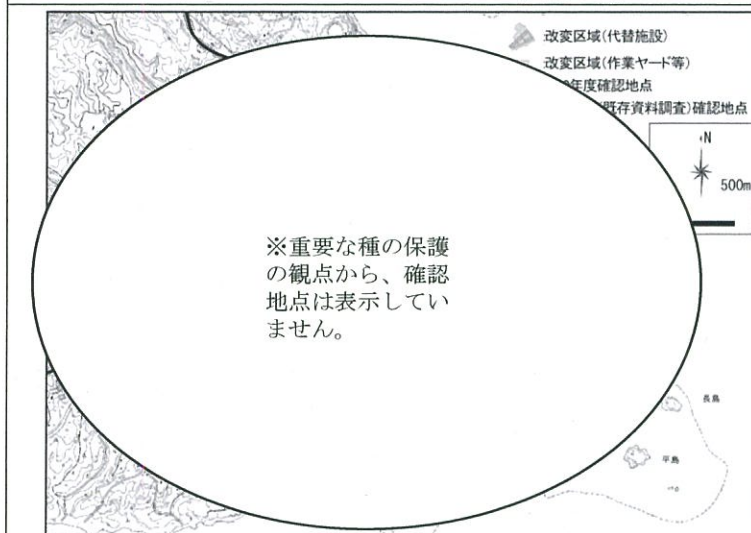 改変区域(代替施設)
改変区域(作業ヤード等)
年度確認地点
既存資料調査)確認地点
N
500m
※重要な種の保護
の観点から、確認
地点は表示してい
ません。
長島
平島